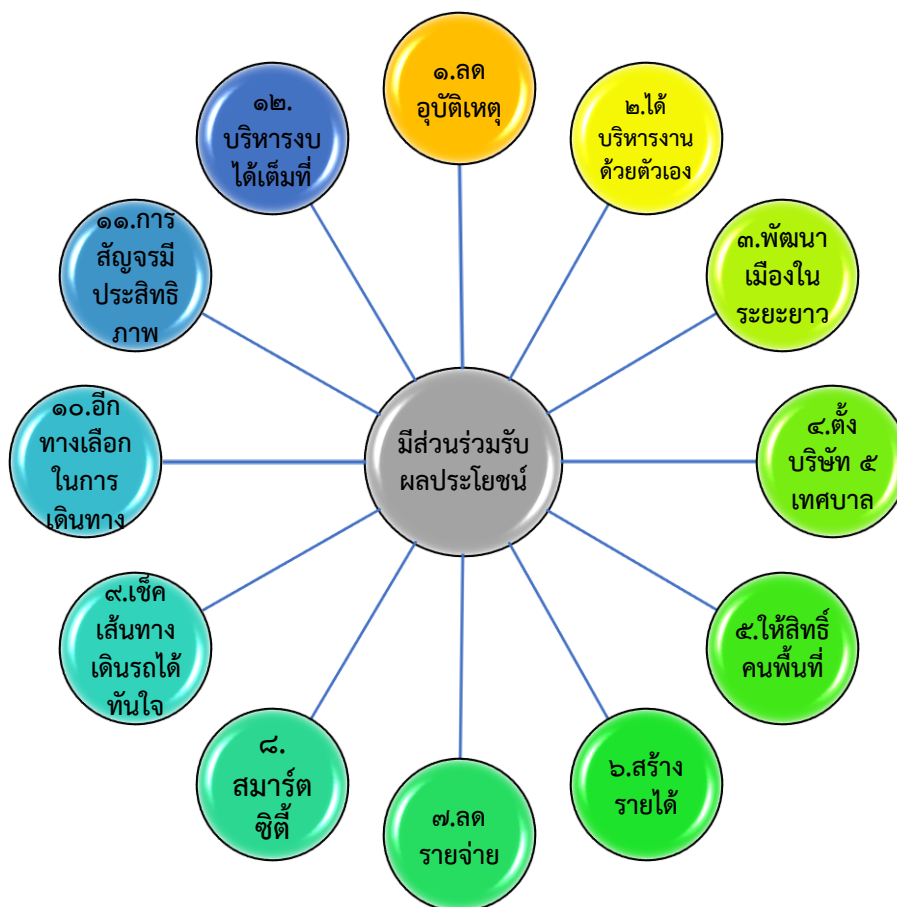 ๑.ลด
อุบัติเหตุ
๒.ได้
บริหารงาน
ด้วยตัวเอง
๓.พัฒนา
เมืองใน
ระยะยาว
๔.ตั้ง
บริษัท ๕
เทศบาล
๕.ให้สิทธิ์
คนพื้นที่
๖.สร้าง
รายได้
๗.ลด
รายจ่าย
๘.
สมาร์ต
ซิตี้
๙.เช็ค
เส้นทาง
เดินรถได้
ทันใจ
๑๐.อีก
ทางเลือก
ในการ
เดินทาง
๑๑.การ
สัญจรมี
ประสิทธิ
ภาพ
๑๒.
บริหารงบ
ได้เต็มที่
มีส่วนร่วมรับ
ผลประโยชน์